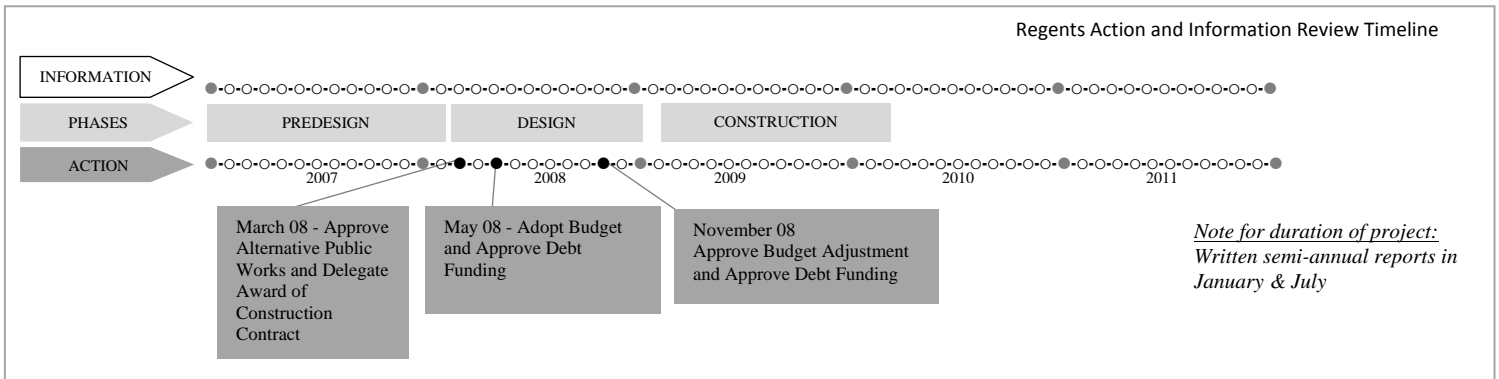 Regents Action and Information Review Timeline
INFORMATION
PHASES
PREDESIGN
DESIGN
CONSTRUCTION
ACTION
2007
2008
2009
2010
2011
March 08 - Approve
Alternative Public
Works and Delegate
Award of
Construction
Contract
May 08 - Adopt Budget
and Approve Debt
Funding
November 08
Approve Budget Adjustment
and Approve Debt Funding
Note for duration of project:
Written semi-annual reports in
January & July